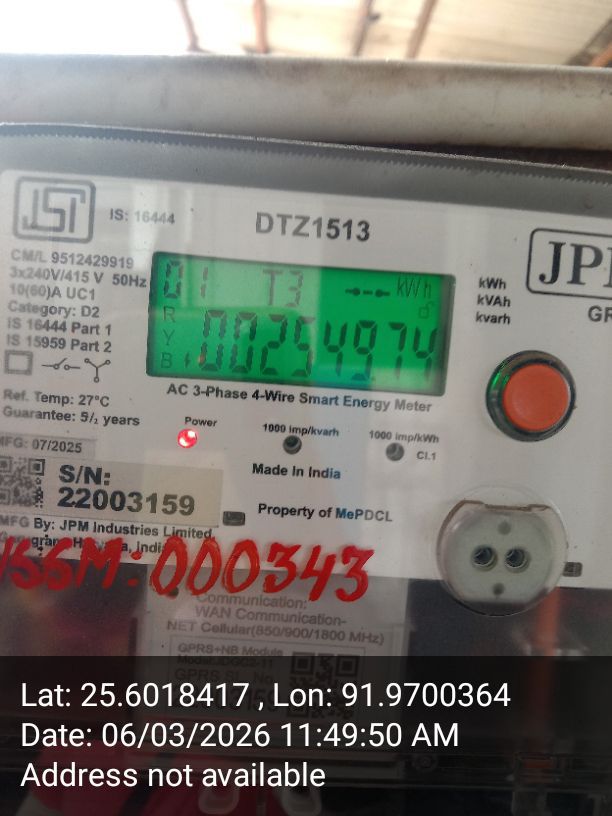 IS: 16444
DTZ1513
CM/L 9512429919
3x240V/415 V 50Hz
10(60)A UC1
Category: D2
IS 16444 Part 1
IS 15959 Part 2
01 T3 kWh
R
Y
B
002549.74
JPM
kWh
kVAh
kvarh
AC 3-Phase 4-Wire Smart Energy Meter
Ref. Temp: 27°C
Guarantee: 5/₂ years
MFG: 07/2025
Power
1000 imp/kvarh
1000 imp/kWh
Cl.1
S/N:
22003159
Made in India
Property of MePDCL
MFG By: JPM Industries Limited,
000343
Communication:
WAN Communication-
NET Cellular(850/900/1800 MHz)
GPRS+NB Module
Lat: 25.6018417 , Lon: 91.9700364
Date: 06/03/2026 11:49:50 AM
Address not available